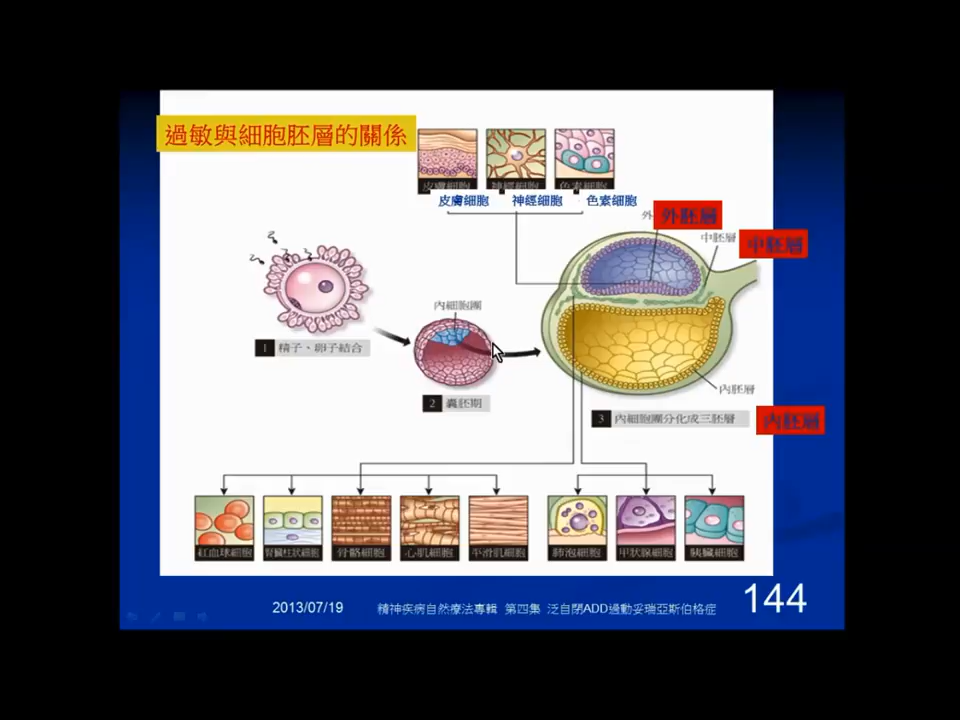 過敏與細胞胚層的關係
皮膚細胞 神經細胞 色素細胞
皮膚細胞 神經細胞 色素細胞
外胚層
中胚層 中胚層
內細胞團
1 精子、卵子結合
2 囊胚期
內胚層
3 內細胞團分化成三胚層
內胚層
紅血球細胞 腎臟柱狀細胞 骨骼細胞 心肌細胞 平滑肌細胞 肺泡細胞 甲狀腺細胞 胰臟細胞
2013/07/19 精神疾病自然療法專輯 第四集 泛自閉ADD過動妥瑞亞斯伯格症 144